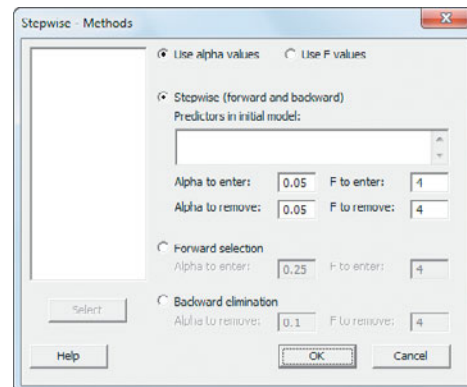 Stepwise - Methods
Use alpha values Use F values
Stepwise (forward and backward)
Predictors in initial model:
Alpha to enter: 0.05 F to enter: 4
Alpha to remove: 0.05 F to remove: 4
Forward selection
Alpha to enter: 0.25 F to enter: 4
Backward elimination
Alpha to remove: 0.1 F to remove: 4
Select
Help OK Cancel